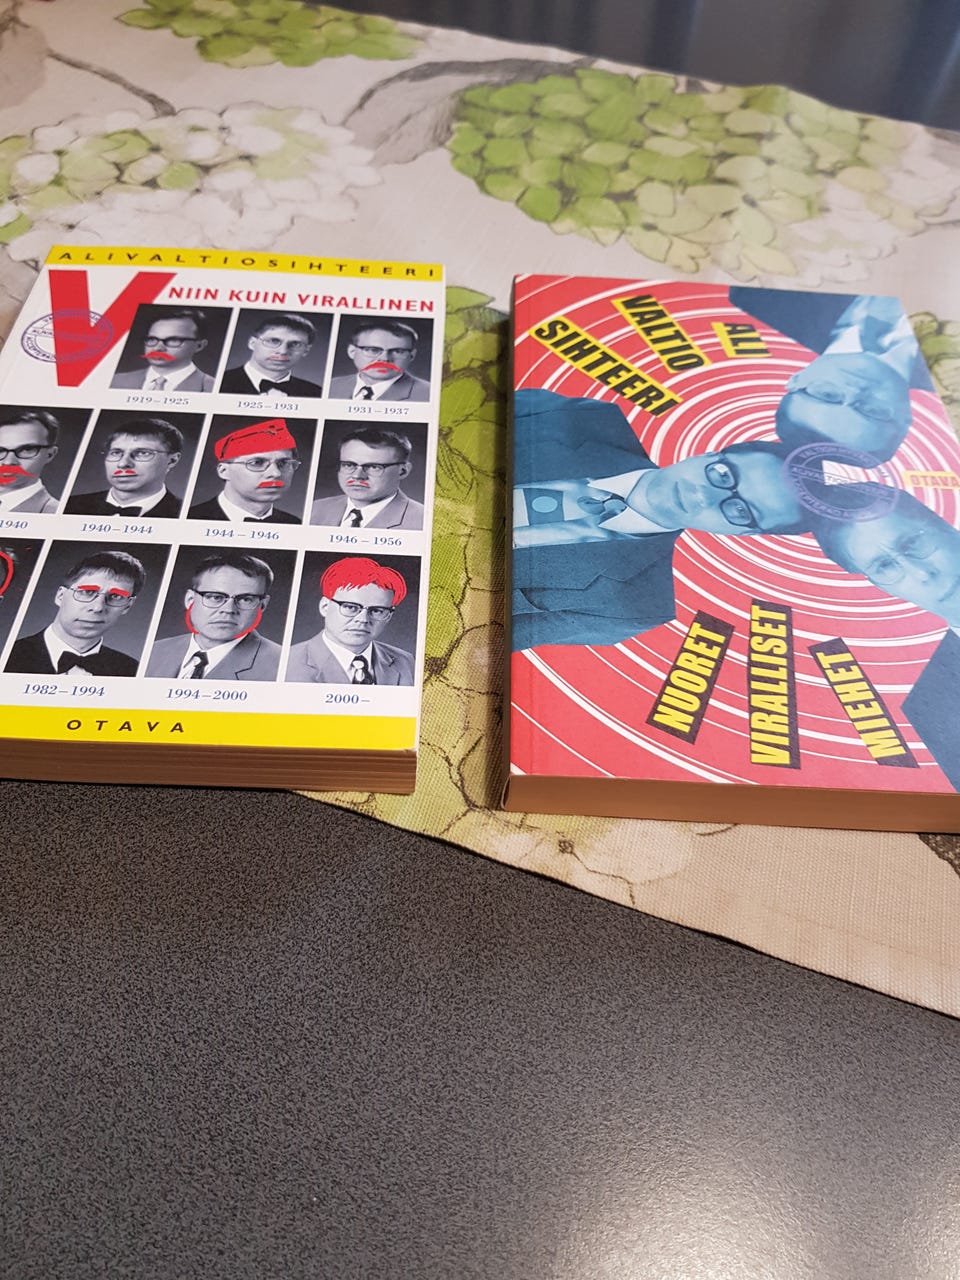 ALIVALTIOSIHTEERI
V
NIIN KUIN VIRALLINEN
1919–1925
1925–1931
1931–1937
1940
1940–1944
1944–1946
1946–1956
1982–1994
1994–2000
2000–
OTAVA
ALI
VALTIO
SIHTEERI
OTAVA
NUORET
VIRALLISET
MIEHET